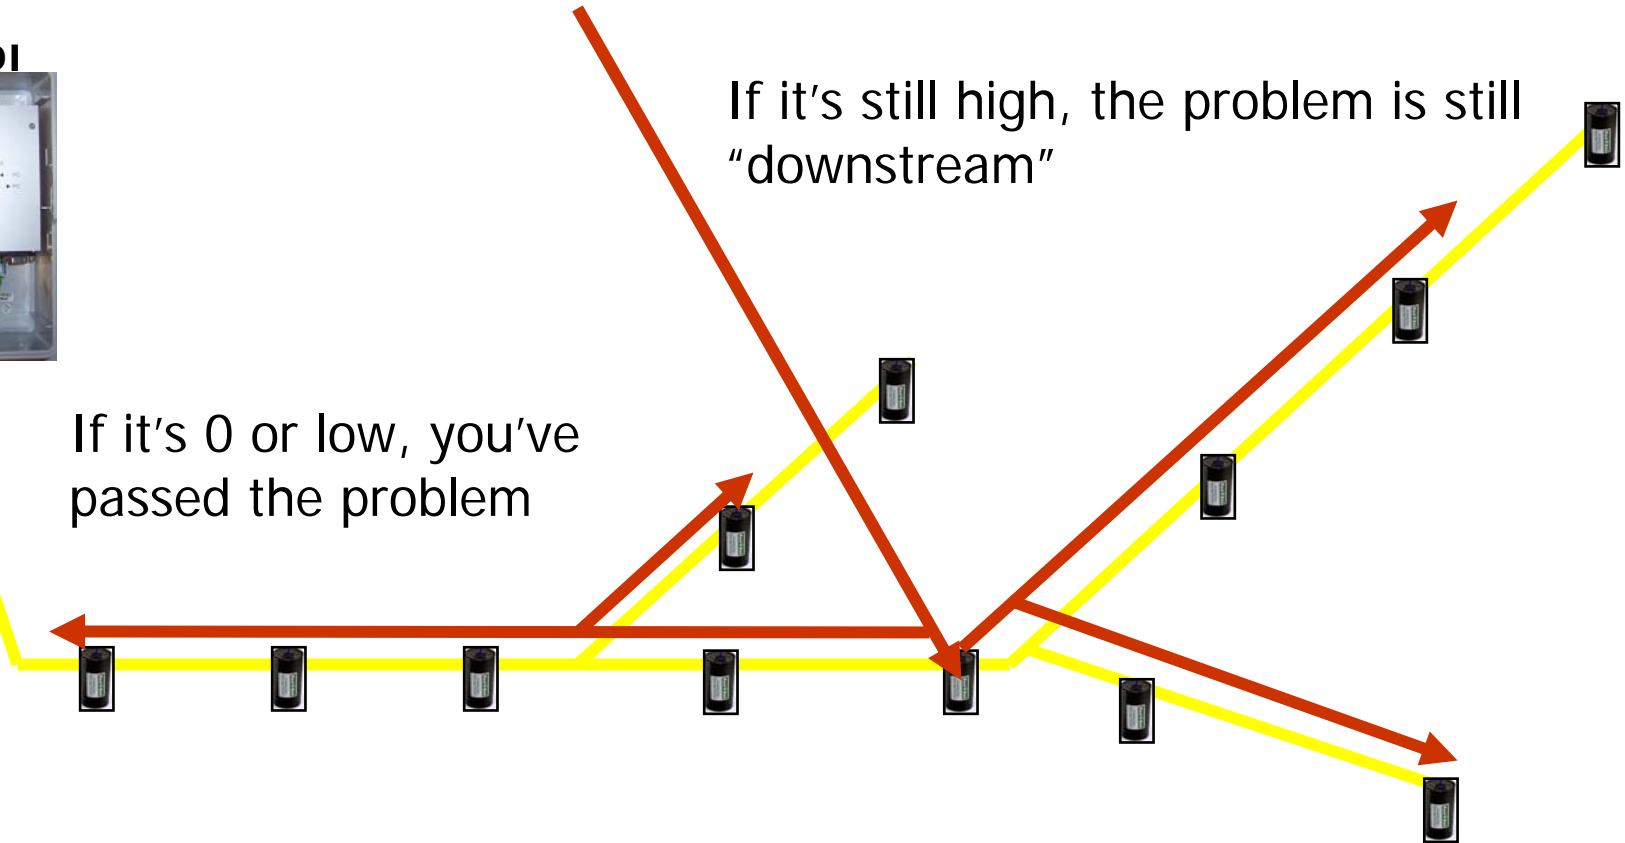 If it's still high, the problem is still
“downstream”
If it's 0 or low, you've
passed the problem